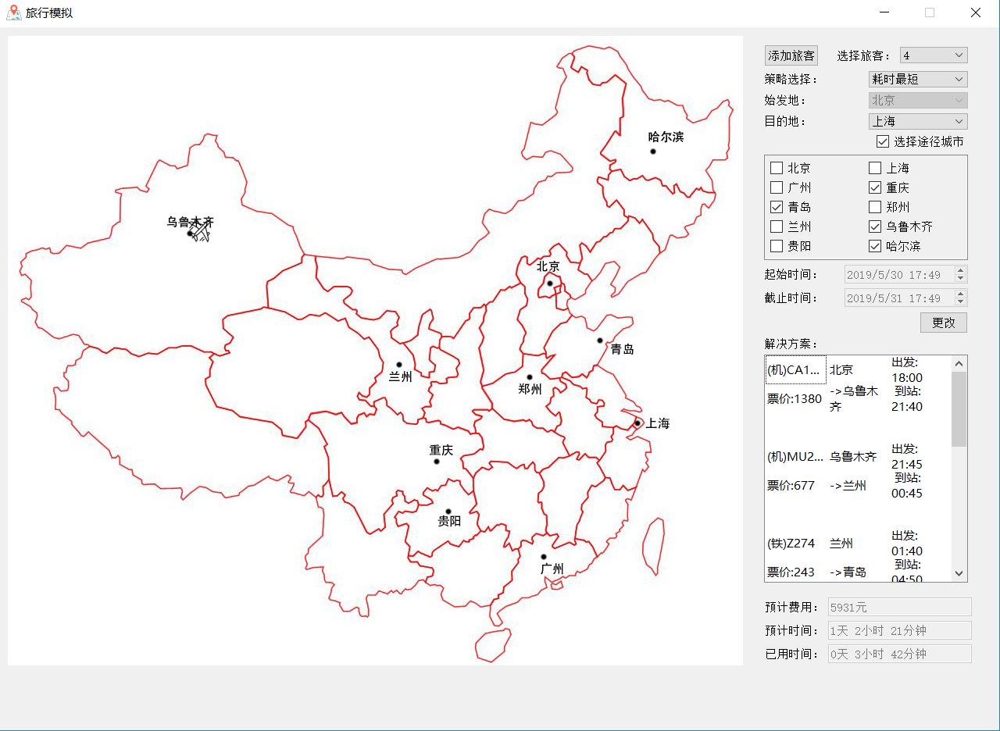 旅行模拟
添加旅客 选择旅客： 4
策略选择： 耗时最短
始发地： 北京
目的地： 上海
选择途径城市
北京 上海
广州 重庆
青岛 郑州
兰州 乌鲁木齐
贵阳 哈尔滨
起始时间： 2019/5/30 17:49
截止时间： 2019/5/31 17:49
更改
解决方案：
(机)CA1... 北京 出发: 18:00
票价:1380 ->乌鲁木齐 到站: 21:40
(机)MU2... 乌鲁木齐 出发: 21:45
票价:677 ->兰州 到站: 00:45
(铁)Z274 兰州 出发: 01:40
票价:243 ->青岛 到站: 04:50
预计费用： 5931元
预计时间： 1天 2小时 21分钟
已用时间： 0天 3小时 42分钟
哈尔滨
乌鲁木齐
北京
青岛
兰州
郑州
上海
重庆
贵阳
广州